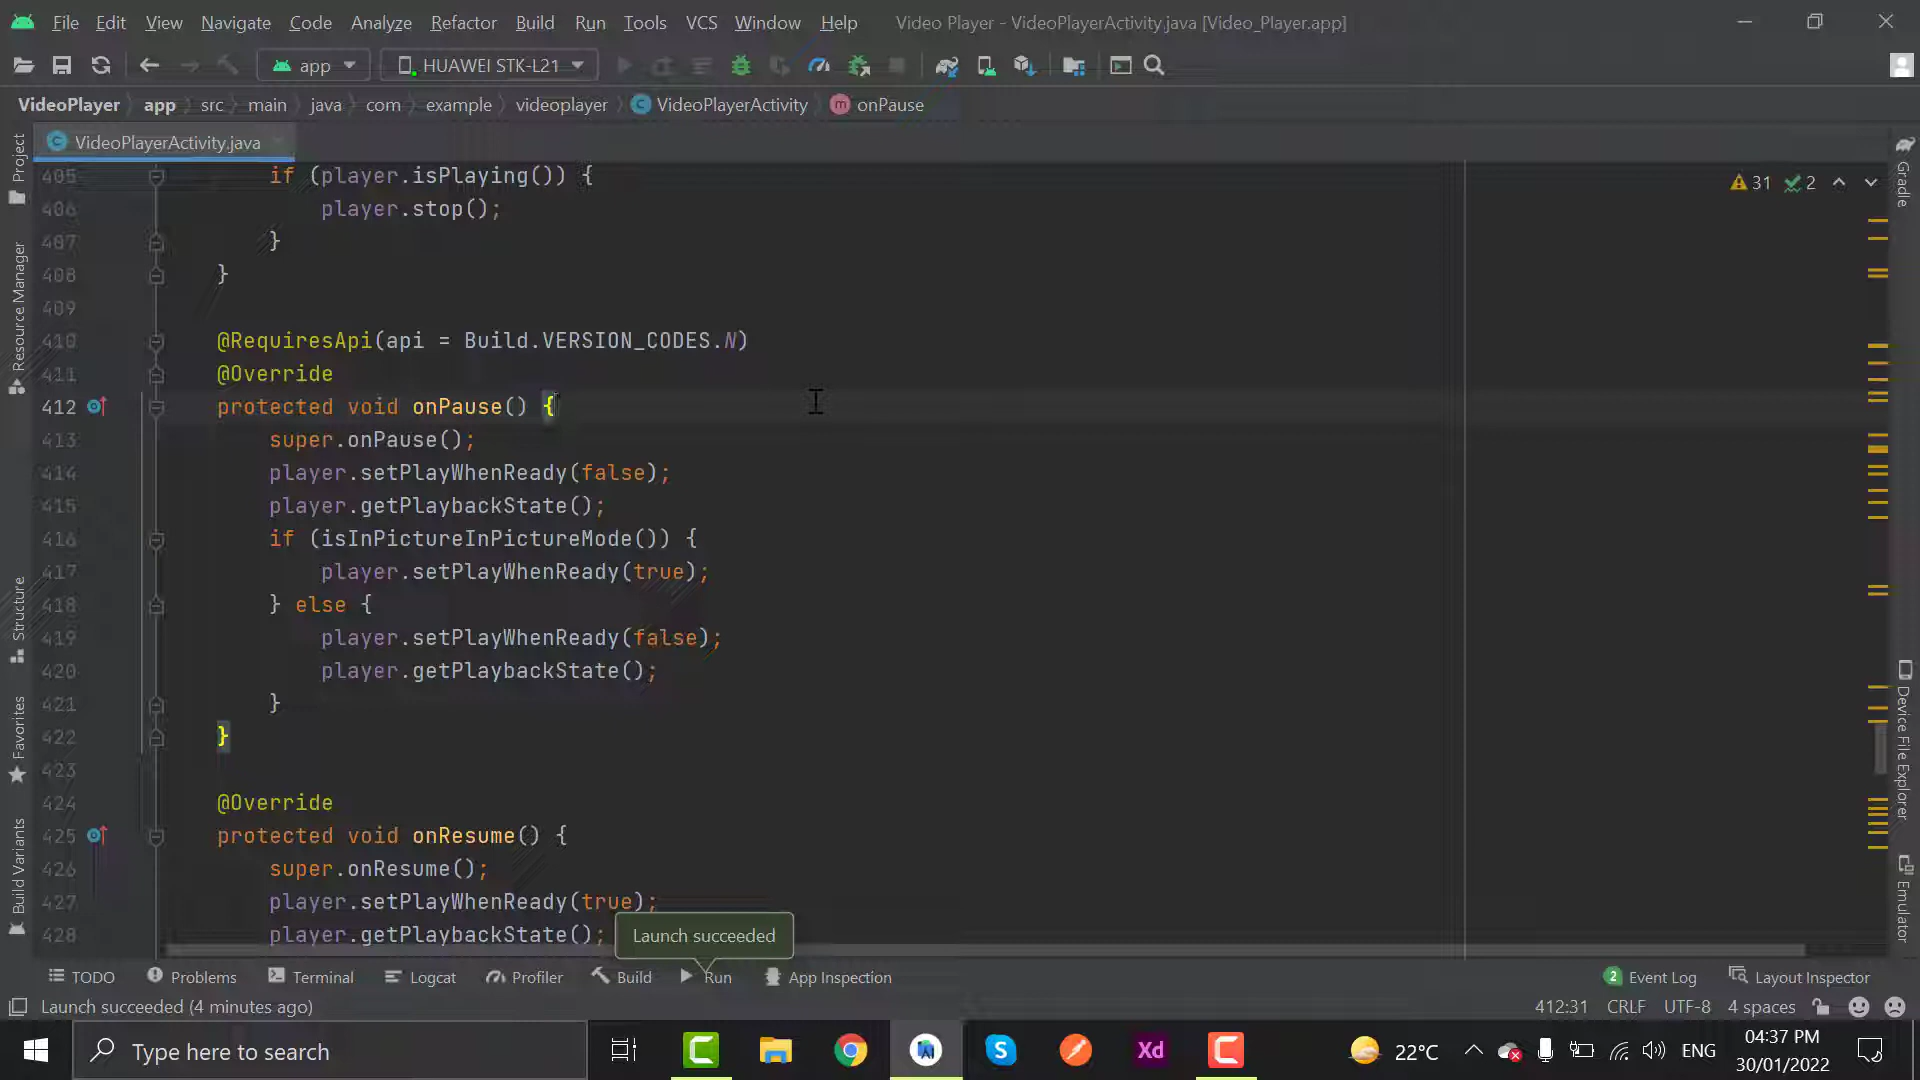 File Edit View Navigate Code Analyze Refactor Build Run Tools VCS Window Help Video Player - VideoPlayerActivity.java [Video_Player.app]
app HUAWEI STK-L21
VideoPlayer app src main java com example videoplayer VideoPlayerActivity onPause
VideoPlayerActivity.java
31 2
405 if (player.isPlaying()) {
406 player.stop();
407 }
408 }
409
410 @RequiresApi(api = Build.VERSION_CODES.N)
411 @Override
412 protected void onPause() {
413 super.onPause();
414 player.setPlayWhenReady(false);
415 player.getPlaybackState();
416 if (isInPictureInPictureMode()) {
417 player.setPlayWhenReady(true);
418 } else {
419 player.setPlayWhenReady(false);
420 player.getPlaybackState();
421 }
422 }
423
424 @Override
425 protected void onResume() {
426 super.onResume();
427 player.setPlayWhenReady(true);
428 player.getPlaybackState();
Launch succeeded
Project
Resource Manager
Structure
Favorites
Build Variants
Gradle
Device File Explorer
Emulator
TODO Problems Terminal Logcat Profiler Build Run App Inspection 2 Event Log Layout Inspector
Launch succeeded (4 minutes ago) 412:31 CRLF UTF-8 4 spaces
Type here to search Xd 22°C ENG 04:37 PM
30/01/2022